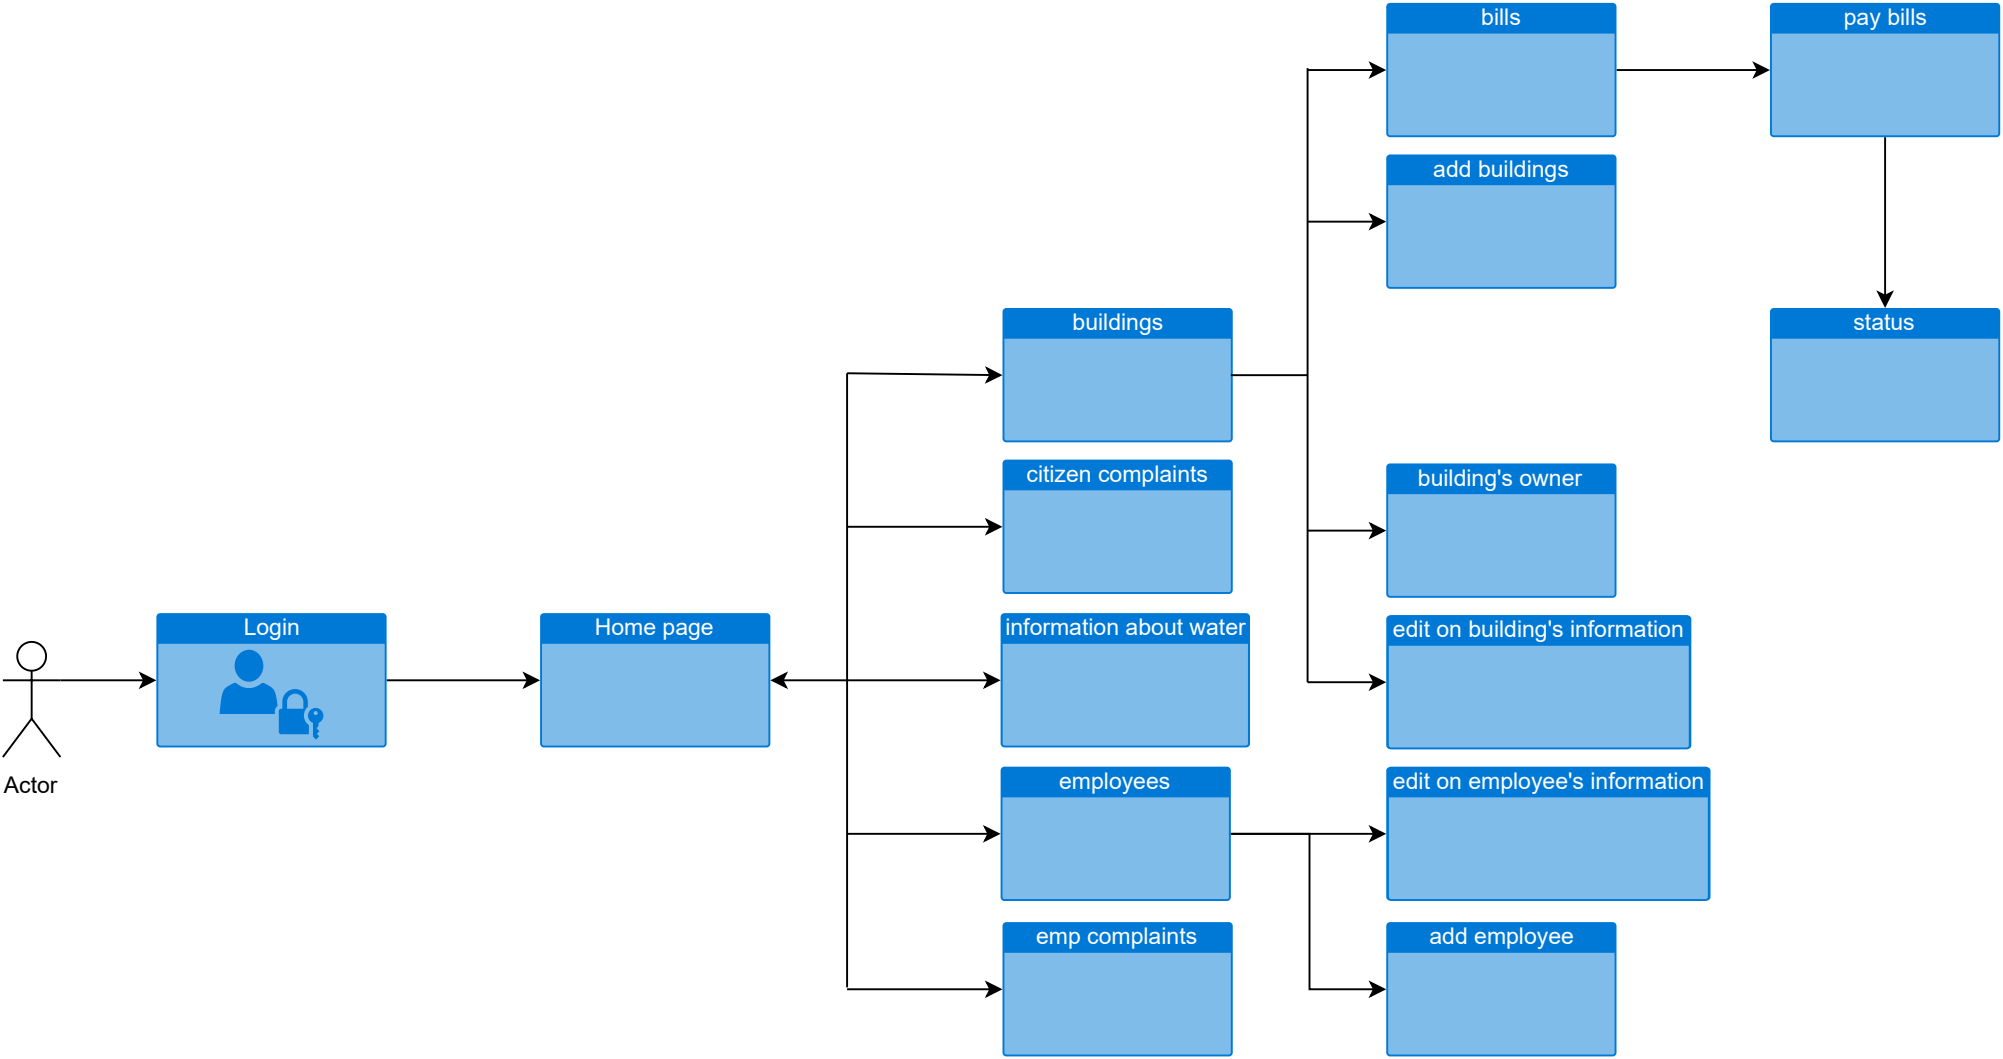 bills
pay bills
add buildings
buildings
status
citizen complaints
building's owner
Login
Home page
information about water
edit on building's information
Actor
employees
edit on employee's information
emp complaints
add employee